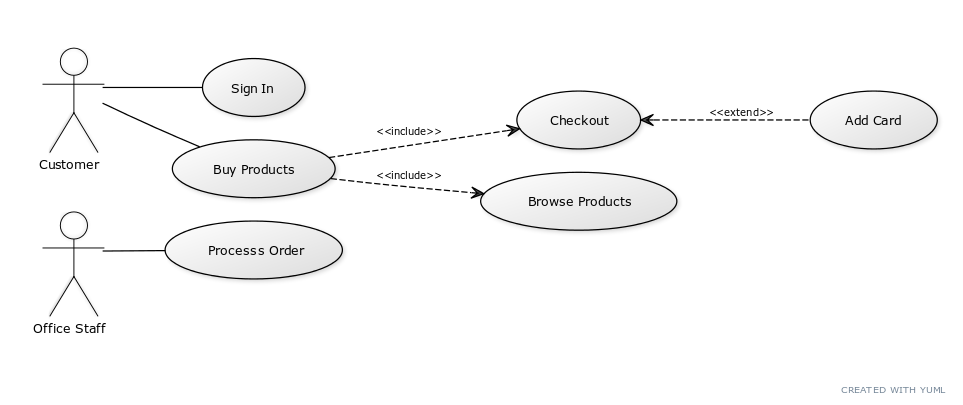 Sign In
<<extend>>
Checkout
Add Card
<<include>>
Customer
Buy Products
<<include>>
Browse Products
Processs Order
Office Staff
CREATED WITH YUML